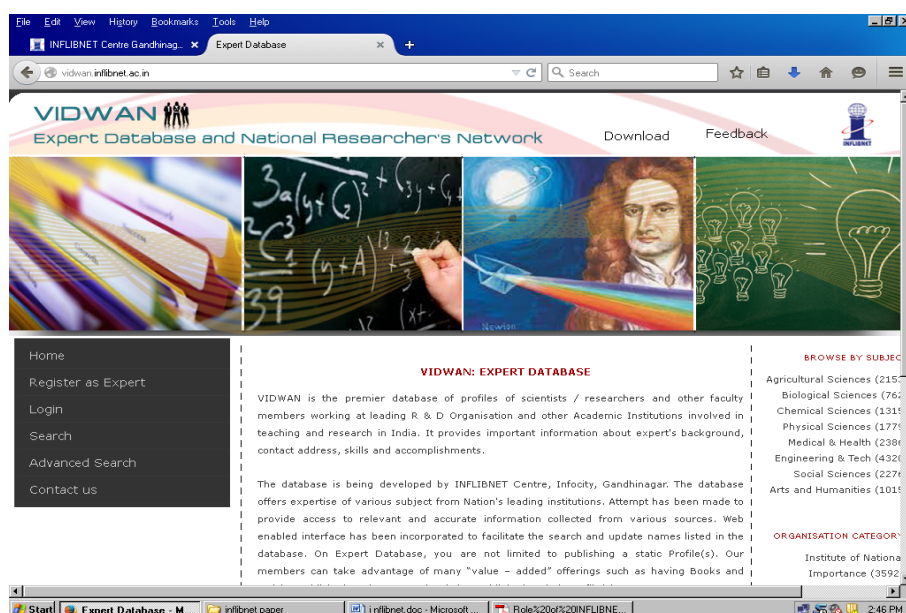 File Edit View History Bookmarks Tools Help
INFLIBNET Centre Gandhinag... × Expert Database × +
vidwan.inflibnet.ac.in Search
VIDWAN
Expert Database and National Researcher's Network Download Feedback
INFLIBNET
Newton
Home
Register as Expert
Login
Search
Advanced Search
Contact us
VIDWAN: EXPERT DATABASE
VIDWAN is the premier database of profiles of scientists / researchers and other faculty
members working at leading R & D Organisation and other Academic Institutions involved in
teaching and research in India. It provides important information about expert's background,
contact address, skills and accomplishments.
The database is being developed by INFLIBNET Centre, Infocity, Gandhinagar. The database
offers expertise of various subject from Nation's leading institutions. Attempt has been made to
provide access to relevant and accurate information collected from various sources. Web
enabled interface has been incorporated to facilitate the search and update names listed in the
database. On Expert Database, you are not limited to publishing a static Profile(s). Our
members can take advantage of many "value – added" offerings such as having Books and
BROWSE BY SUBJEC
Agricultural Sciences (2153
Biological Sciences (762
Chemical Sciences (1315
Physical Sciences (1779
Medical & Health (2386
Engineering & Tech (4320
Social Sciences (2276
Arts and Humanities (1015
ORGANISATION CATEGORY
Institute of Nationa
Importance (3592
Start Expert Database - M... inflibnet paper inflibnet.doc - Microsoft ... Role%20of%20INFLIBNE... 2:46 PM